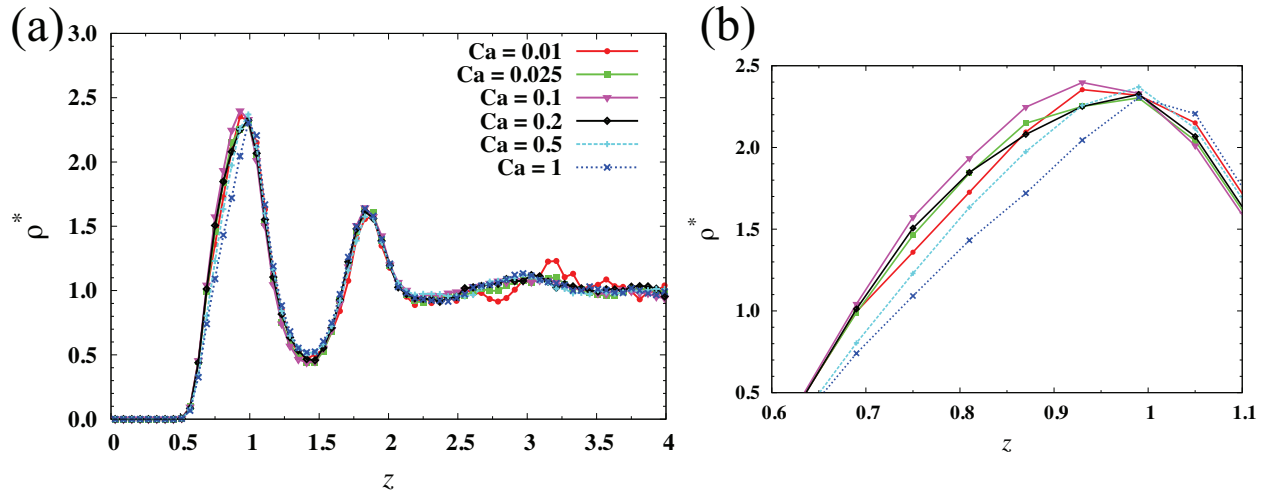 (a)
3.0
2.5
2.0
1.5
1.0
0.5
0.0
ρ*
0 0.5 1 1.5 2 2.5 3 3.5 4
z
Ca = 0.01
Ca = 0.025
Ca = 0.1
Ca = 0.2
Ca = 0.5
Ca = 1
(b)
2.5
2.0
1.5
1.0
0.5
ρ*
0.6 0.7 0.8 0.9 1 1.1
z